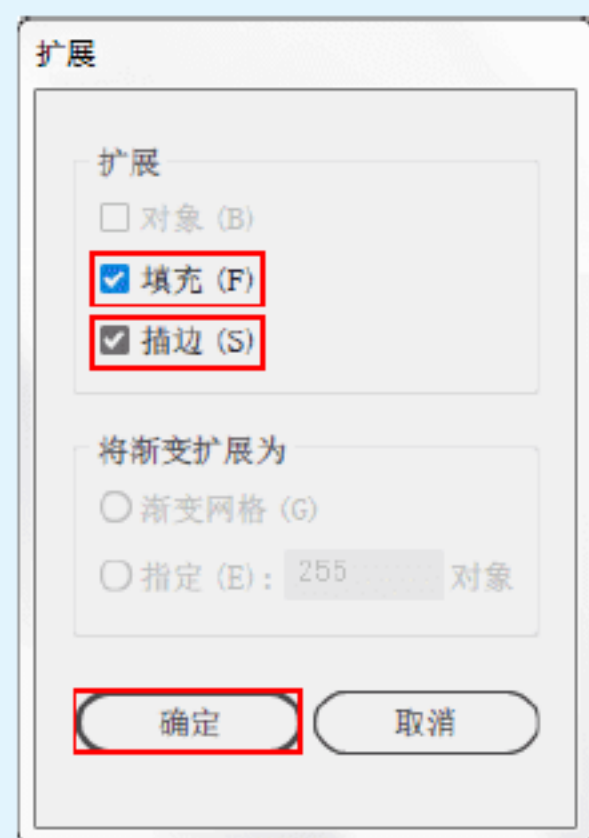 扩展
扩展
对象 (B)
填充 (F)
描边 (S)
将渐变扩展为
渐变网格 (G)
指定 (E): 255 对象
确定 取消